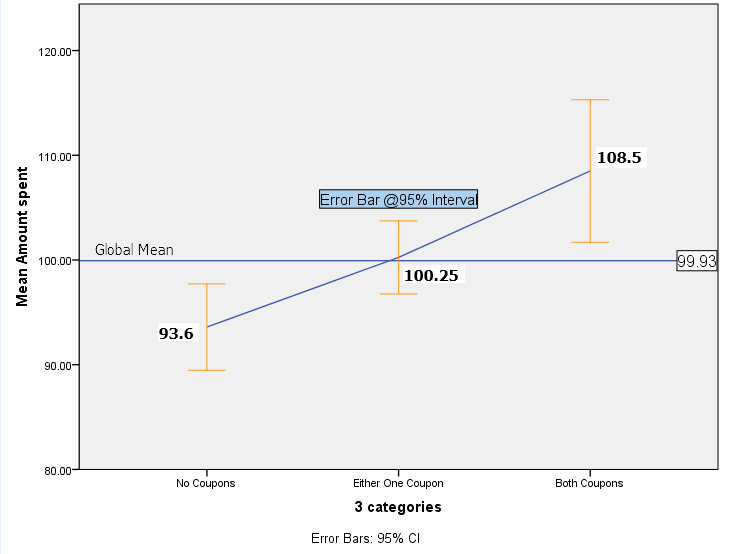 120.00
110.00
100.00
90.00
80.00
Mean Amount spent
Error Bar @95% Interval
Global Mean
108.5
99.93
100.25
93.6
No Coupons
Either One Coupon
Both Coupons
3 categories
Error Bars: 95% CI